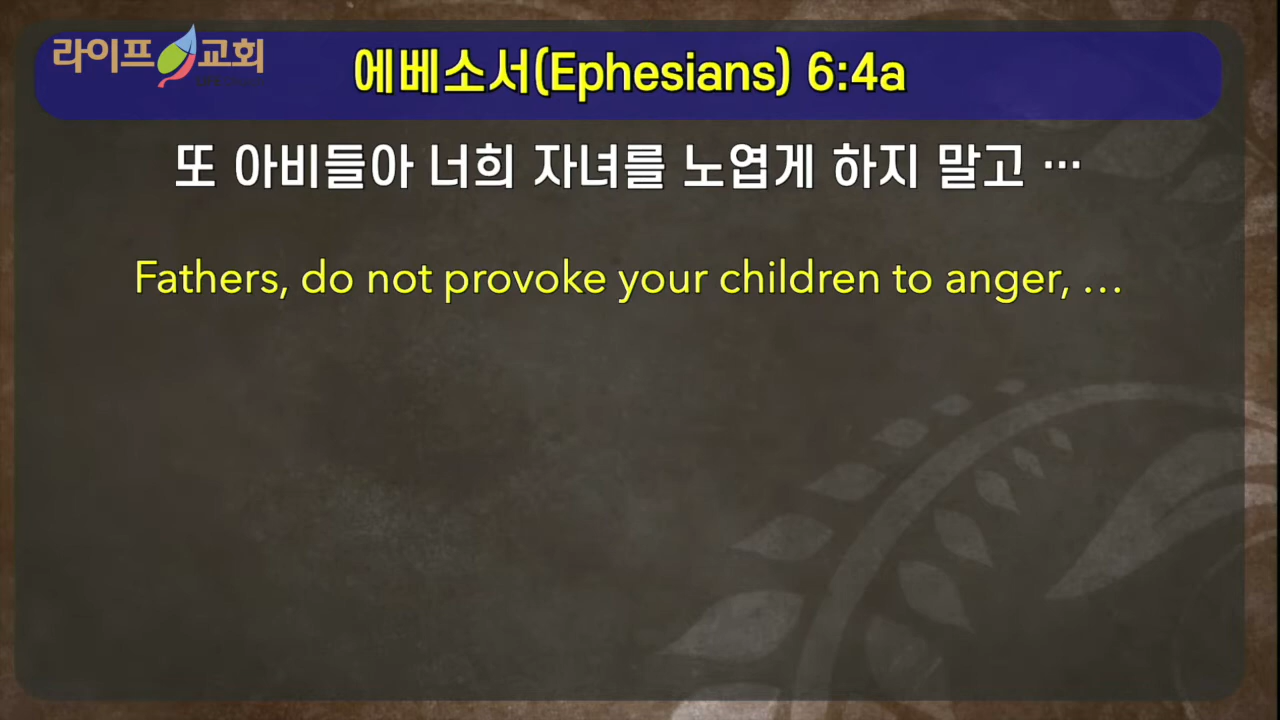 라이프 교회
에베소서(Ephesians) 6:4a
또 아비들아 너희 자녀를 노엽게 하지 말고 …
Fathers, do not provoke your children to anger, …